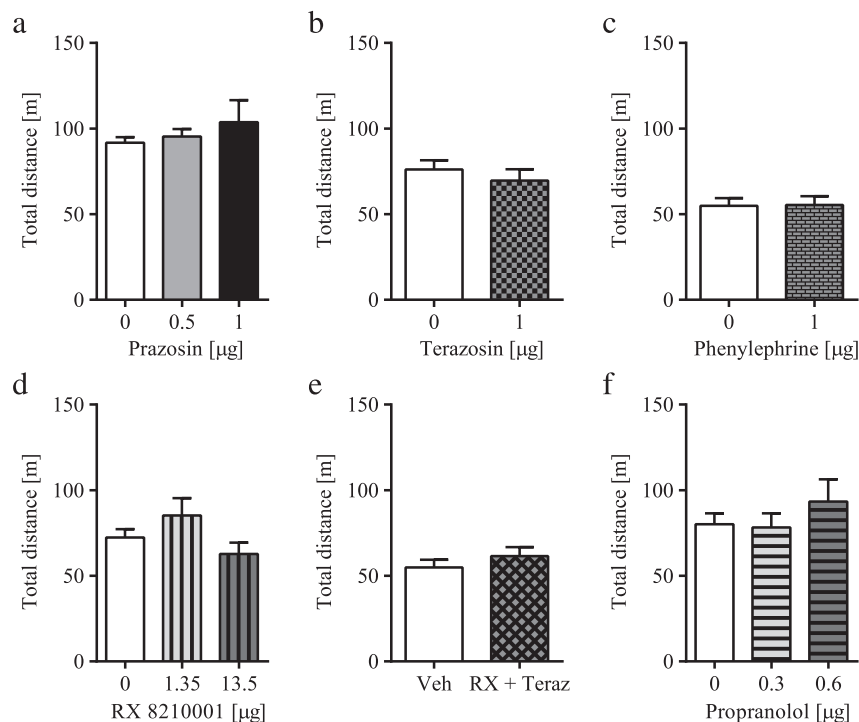 a
b
c
Total distance [m]
150
100
50
0
0 0.5 1
Prazosin [µg]
Total distance [m]
150
100
50
0
0 1
Terazosin [µg]
Total distance [m]
150
100
50
0
0 1
Phenylephrine [µg]
d
e
f
Total distance [m]
150
100
50
0
0 1.35 13.5
RX 8210001 [µg]
Total distance [m]
150
100
50
0
Veh RX + Teraz
Total distance [m]
150
100
50
0
0 0.3 0.6
Propranolol [µg]